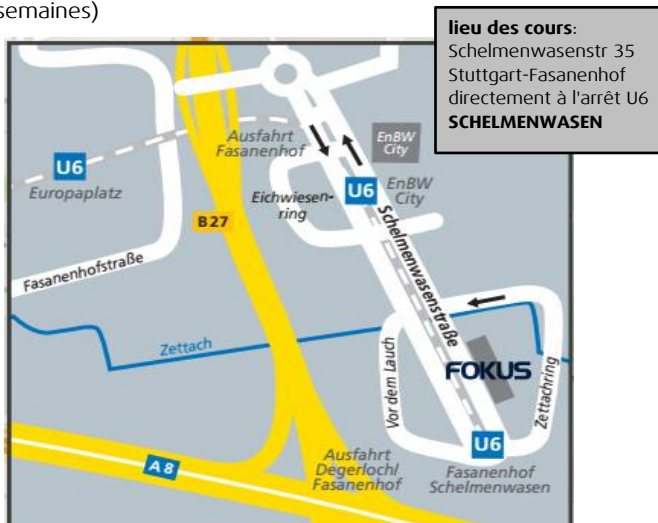 semaines)
lieu des cours:
Schelmenwasenstr 35
Stuttgart-Fasanenhof
directement à l'arrêt U6
SCHELMENWASEN
Ausfahrt
Fasanenhof
EnBW
City
U6
Europaplatz
U6
EnBW
City
Eichwiesen-
ring
B27
Schelmenwasenstraße
Fasanenhofstraße
Zettach
Vor dem Lauch
FOKUS
Zettachring
U6
A 8
Ausfahrt
Degerloch/
Fasanenhof
Fasanenhof
Schelmenwasen